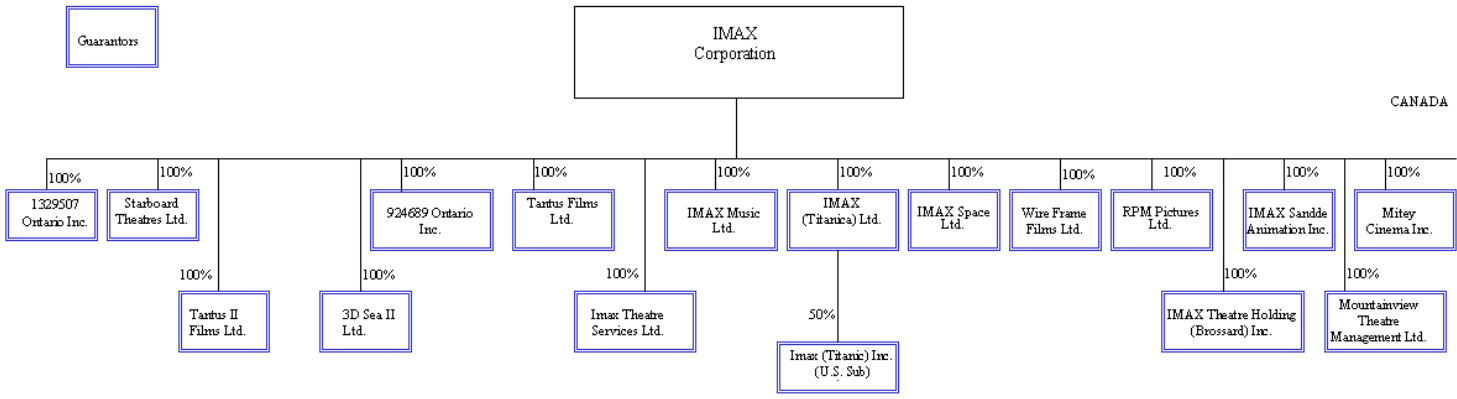 Guarantors
IMAX
Corporation
CANADA
100%
100%
100%
100%
100%
100%
100%
100%
100%
100%
100%
1329507
Ontario Inc.
Starboard
Theatres Ltd.
924689 Ontario
Inc.
Tantus Films
Ltd.
IMAX Music
Ltd.
IMAX
(Titanica) Ltd.
IMAX Space
Ltd.
Wire Frame
Films Ltd.
RPM Pictures
Ltd.
IMAX Sandde
Animation Inc.
Mitey
Cinema Inc.
100%
100%
100%
100%
100%
Tantus II
Films Ltd.
3D Sea II
Ltd.
Imax Theatre
Services Ltd.
50%
IMAX Theatre Holding
(Brossard) Inc.
Mountainview
Theatre
Management Ltd.
Imax (Titanic) Inc.
(U.S. Sub)